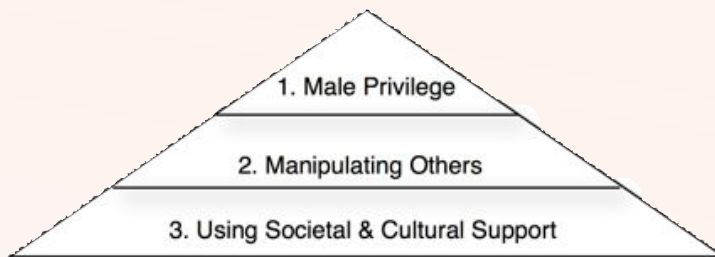 1. Male Privilege
2. Manipulating Others
3. Using Societal & Cultural Support